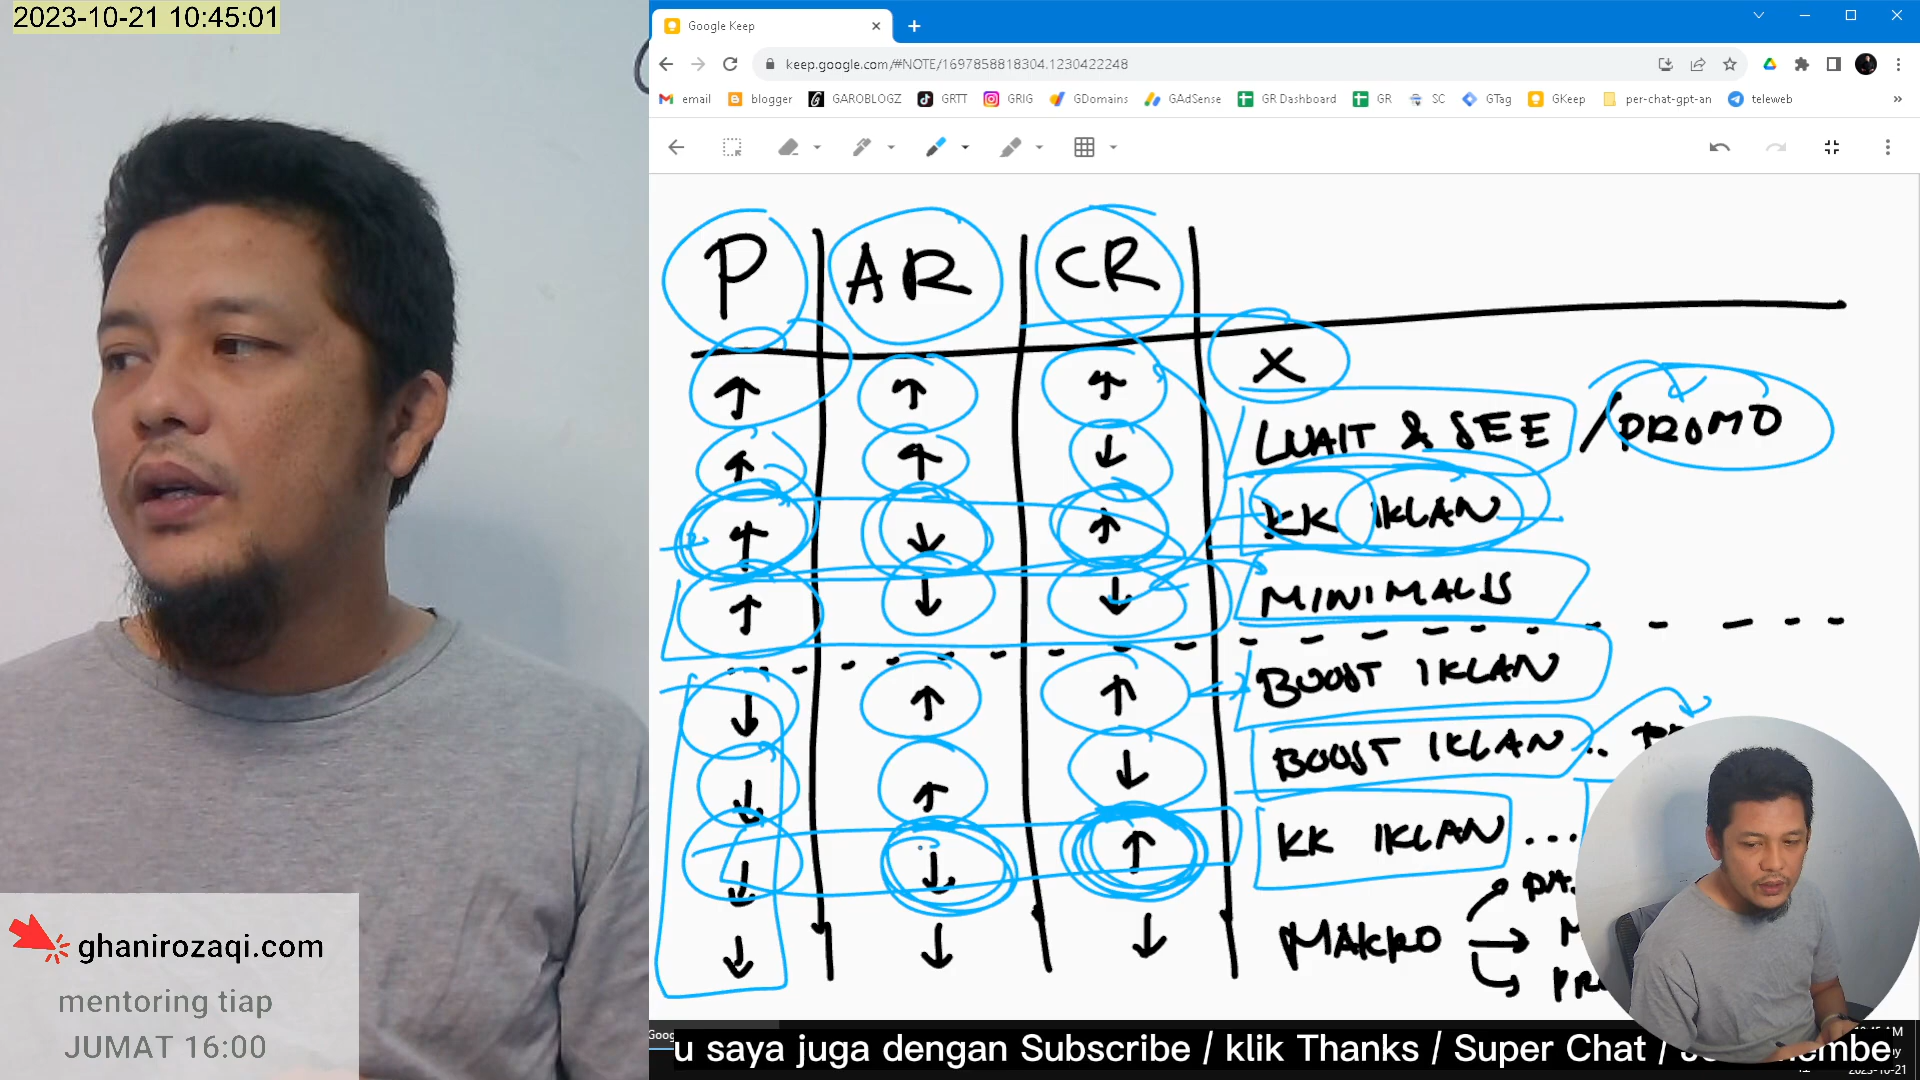 2023-10-21 10:45:01
Google Keep
keep.google.com/#NOTE/1697858818304.1230422248
email blogger GAROBLOGZ GRTT GRIG GDomains GAdSense GR Dashboard GR SC GTag GKeep per-chat-gpt-an teleweb »
P AR CR
↑ ↑ ↑ X
↑ ↑ ↓ WAIT & SEE / PROMO
↑ ↓ ↑ KK IKLAN
↑ ↓ ↓ MINIMALIS
↓ ↑ ↑ BOOST IKLAN
↓ ↑ ↓ BOOST IKLAN ..
↓ ↓ ↑ KK IKLAN ...
↓ ↓ ↓ MAKRO
ghanirozaqi.com
mentoring tiap
JUMAT 16:00
u saya juga dengan Subscribe / klik Thanks / Super Chat /
2023-10-21